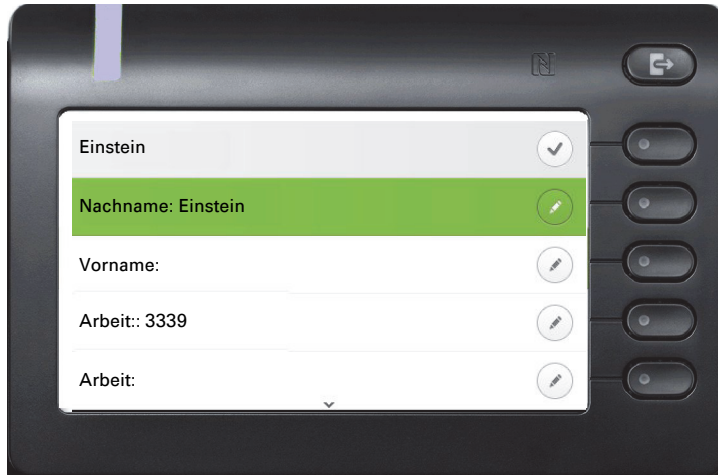 Einstein
Nachname: Einstein
Vorname:
Arbeit:: 3339
Arbeit: